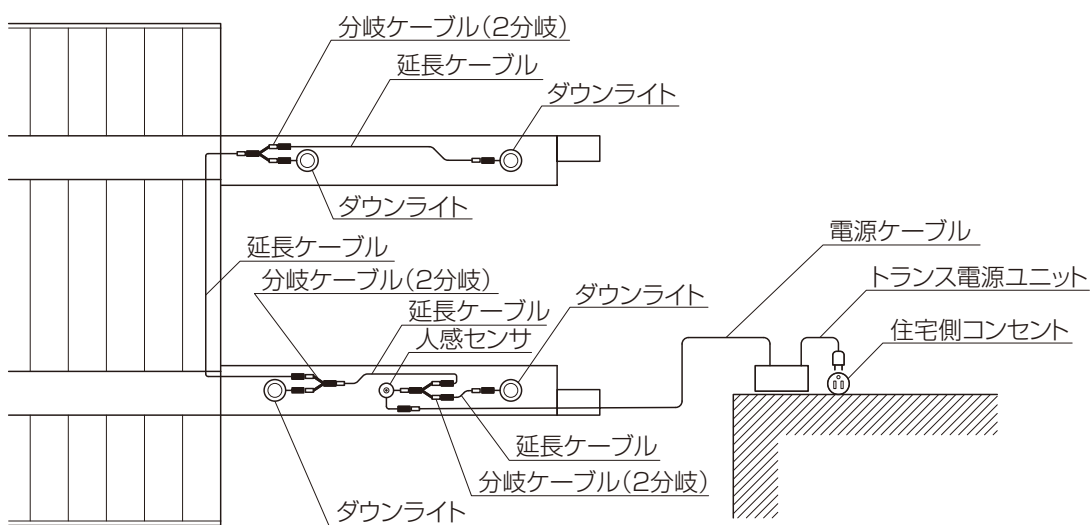 分岐ケーブル(2分岐)
延長ケーブル
ダウンライト
ダウンライト
電源ケーブル
延長ケーブル
分岐ケーブル(2分岐)
トランス電源ユニット
ダウンライト
延長ケーブル
人感センサ
住宅側コンセント
延長ケーブル
分岐ケーブル(2分岐)
ダウンライト